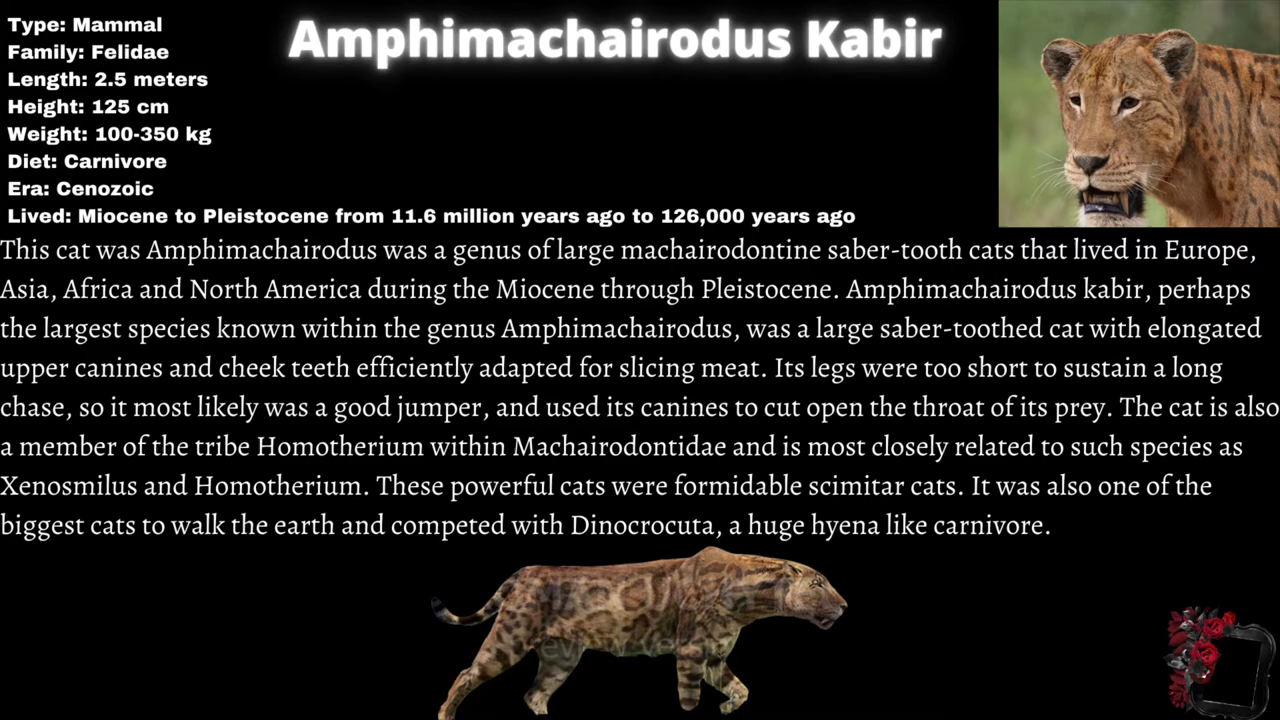 Type: Mammal
Family: Felidae
Length: 2.5 meters
Height: 125 cm
Weight: 100-350 kg
Diet: Carnivore
Era: Cenozoic
Lived: Miocene to Pleistocene from 11.6 million years ago to 126,000 years ago
Amphimachairodus Kabir
This cat was Amphimachairodus was a genus of large machairodontine saber-tooth cats that lived in Europe,
Asia, Africa and North America during the Miocene through Pleistocene. Amphimachairodus kabir, perhaps
the largest species known within the genus Amphimachairodus, was a large saber-toothed cat with elongated
upper canines and cheek teeth efficiently adapted for slicing meat. Its legs were too short to sustain a long
chase, so it most likely was a good jumper, and used its canines to cut open the throat of its prey. The cat is also
a member of the tribe Homotherium within Machairodontidae and is most closely related to such species as
Xenosmilus and Homotherium. These powerful cats were formidable scimitar cats. It was also one of the
biggest cats to walk the earth and competed with Dinocrocuta, a huge hyena like carnivore.